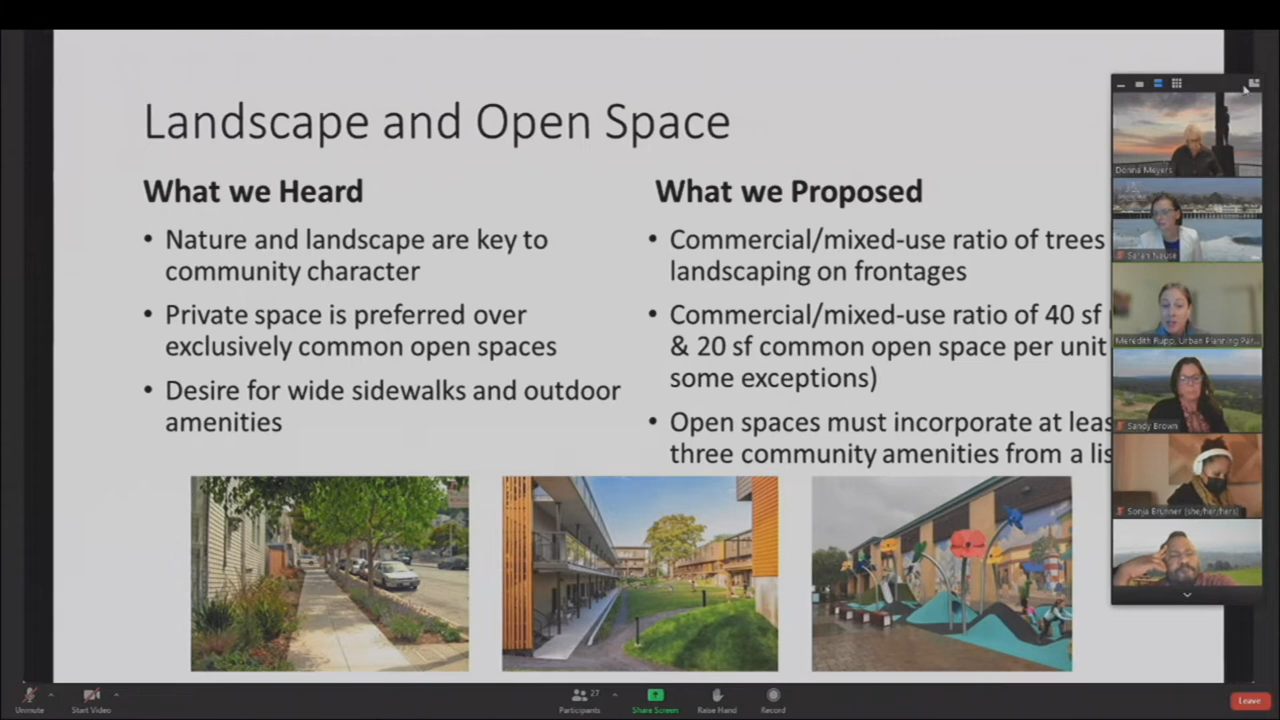 Landscape and Open Space
What we Heard
• Nature and landscape are key to
community character
• Private space is preferred over
exclusively common open spaces
• Desire for wide sidewalks and outdoor
amenities
What we Proposed
• Commercial/mixed-use ratio of trees
landscaping on frontages
• Commercial/mixed-use ratio of 40 sf
& 20 sf common open space per unit
some exceptions)
• Open spaces must incorporate at leas
three community amenities from a lis
Donna Meyers
Sarah Neuse
Meredith Rupp, Urban Planning Par...
Sandy Brown
Sonja Brunner (she/her/hers)
Unmute
Start Video
27
Participants
Share Screen
Raise Hand
Record
Leave